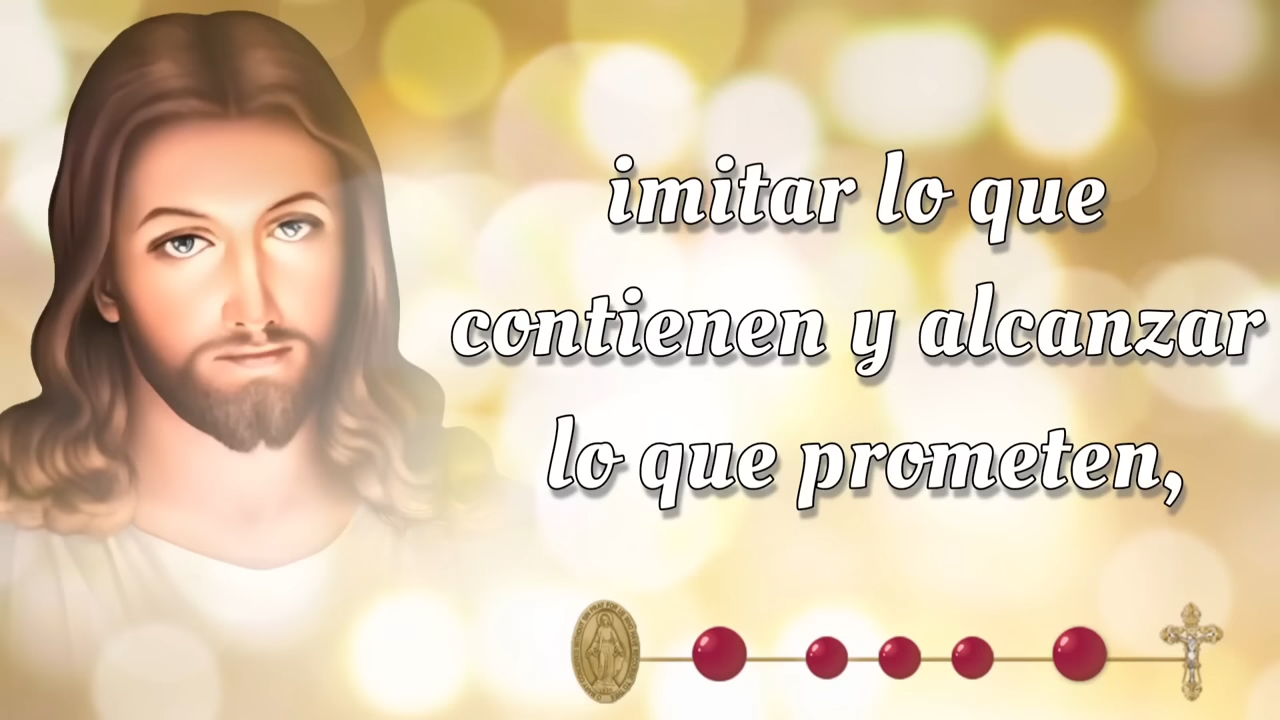 imitar lo que
contienen y alcanzar
lo que prometen,